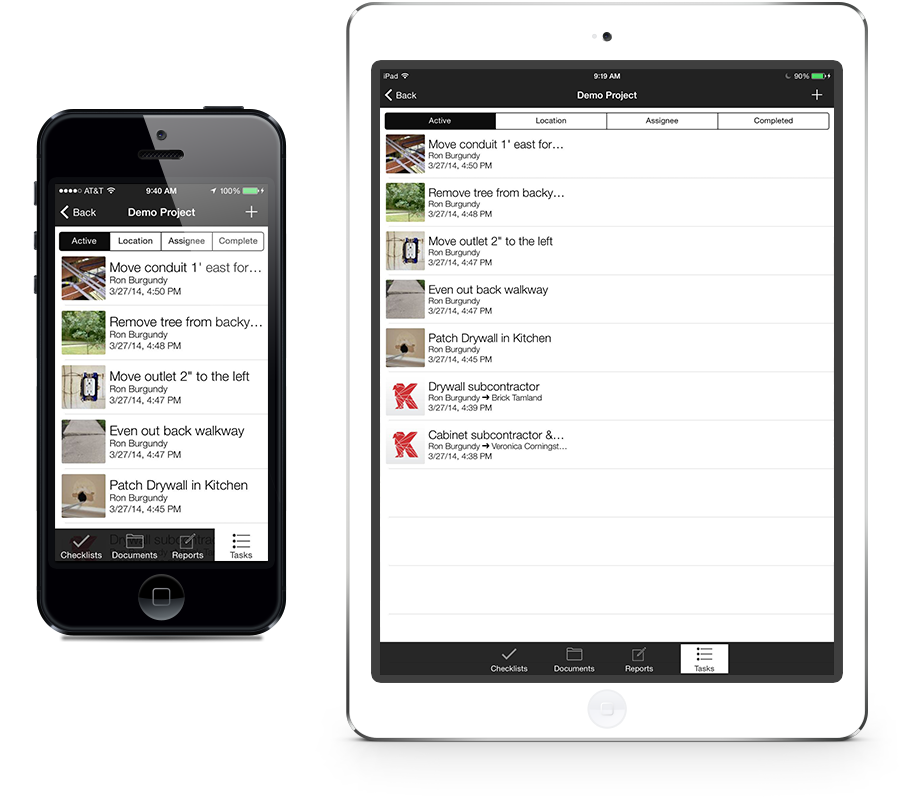 AT&T 9:40 AM 100%
Back Demo Project +
Active Location Assignee Complete
Move conduit 1' east for…
Ron Burgundy
3/27/14, 4:50 PM
Remove tree from backy…
Ron Burgundy
3/27/14, 4:48 PM
Move outlet 2" to the left
Ron Burgundy
3/27/14, 4:47 PM
Even out back walkway
Ron Burgundy
3/27/14, 4:47 PM
Patch Drywall in Kitchen
Ron Burgundy
3/27/14, 4:45 PM
Checklists Documents Reports Tasks
iPad 9:19 AM 90%
Back Demo Project +
Active Location Assignee Completed
Move conduit 1' east for…
Ron Burgundy
3/27/14, 4:50 PM
Remove tree from backy…
Ron Burgundy
3/27/14, 4:48 PM
Move outlet 2" to the left
Ron Burgundy
3/27/14, 4:47 PM
Even out back walkway
Ron Burgundy
3/27/14, 4:47 PM
Patch Drywall in Kitchen
Ron Burgundy
3/27/14, 4:45 PM
Drywall subcontractor
Ron Burgundy ➜ Brick Tamland
3/27/14, 4:39 PM
Cabinet subcontractor &…
Ron Burgundy ➜ Veronica Corningst…
3/27/14, 4:38 PM
Checklists Documents Reports Tasks